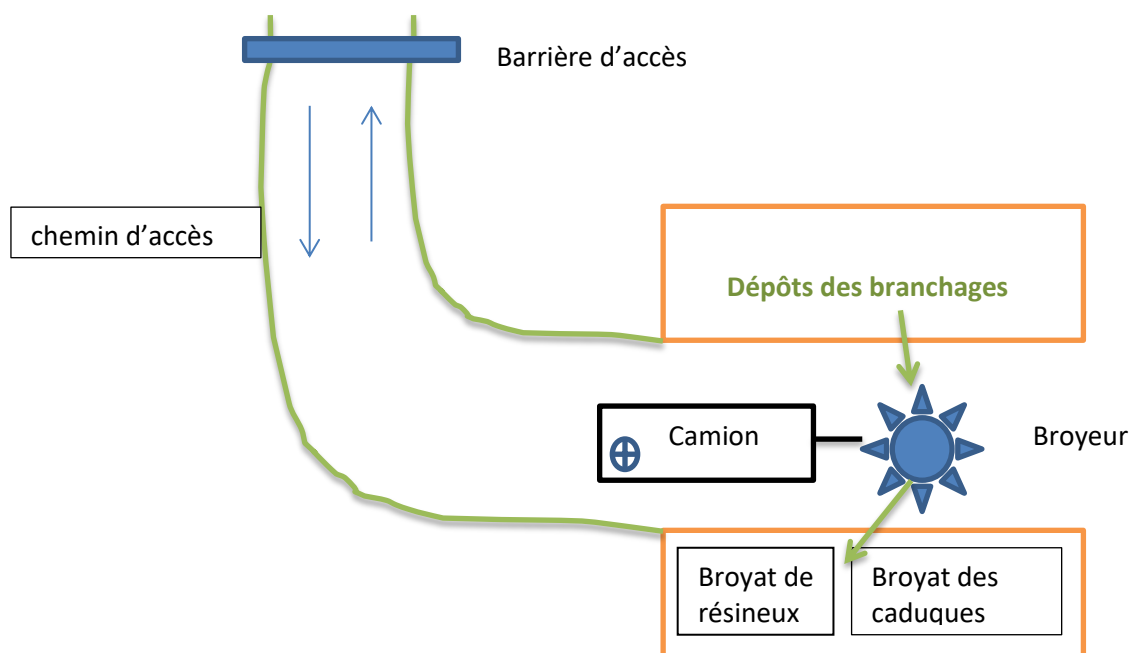 Barrière d’accès
chemin d’accès
Dépôts des branchages
Camion
Broyeur
Broyat de
résineux
Broyat des
caduques